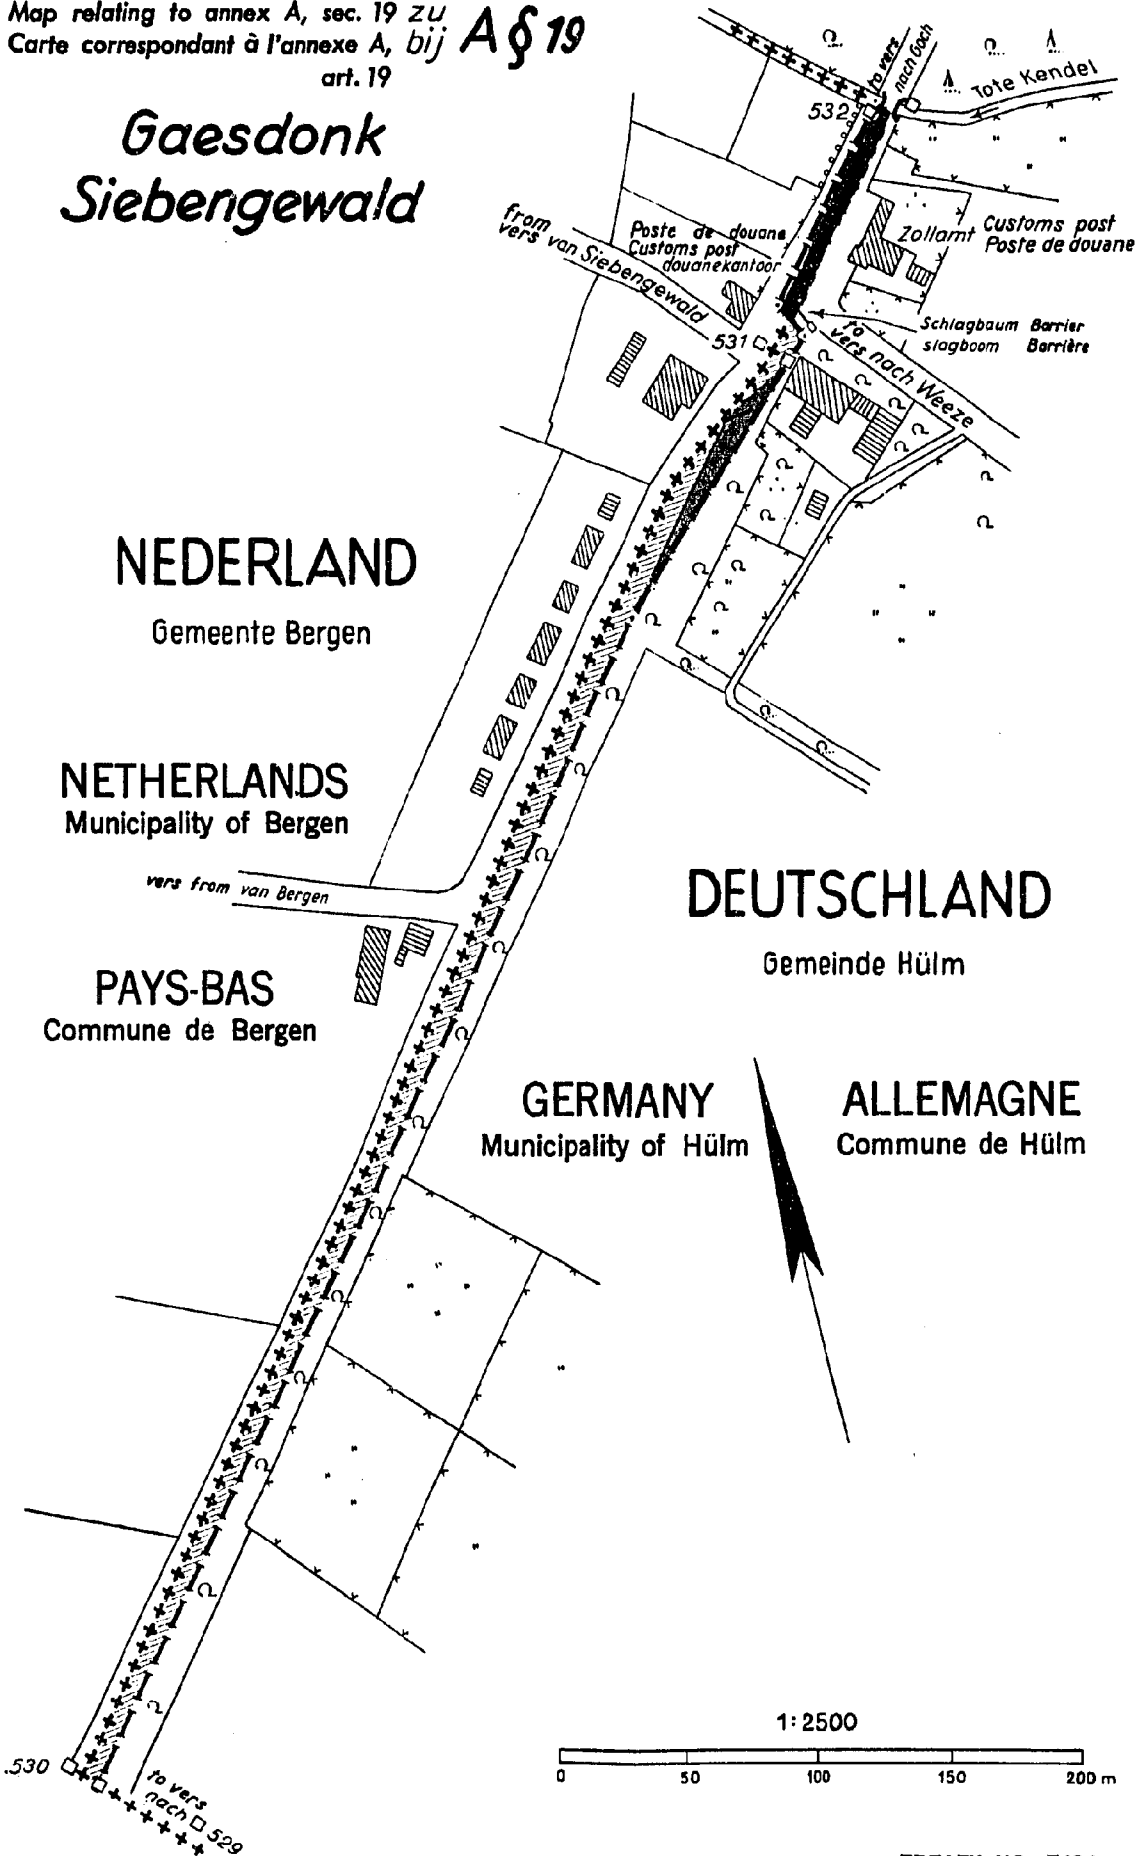 Map relating to annex A, sec. 19 zu
Carte correspondant à l'annexe A, bij A § 19
art. 19
Gaesdonk
Siebengewald
to vers
nach Goch
Tote Kendel
532
from
vers van Siebengewald
Poste de douane
Customs post
douanekantoor
Zollamt
Customs post
Poste de douane
Schlagbaum Barrier
slagboom Barrière
531
to
vers nach Weeze
NEDERLAND
Gemeente Bergen
NETHERLANDS
Municipality of Bergen
vers from van Bergen
PAYS-BAS
Commune de Bergen
DEUTSCHLAND
Gemeinde Hülm
GERMANY
Municipality of Hülm
ALLEMAGNE
Commune de Hülm
1:2500
0 50 100 150 200 m
.530
to vers
nach 529